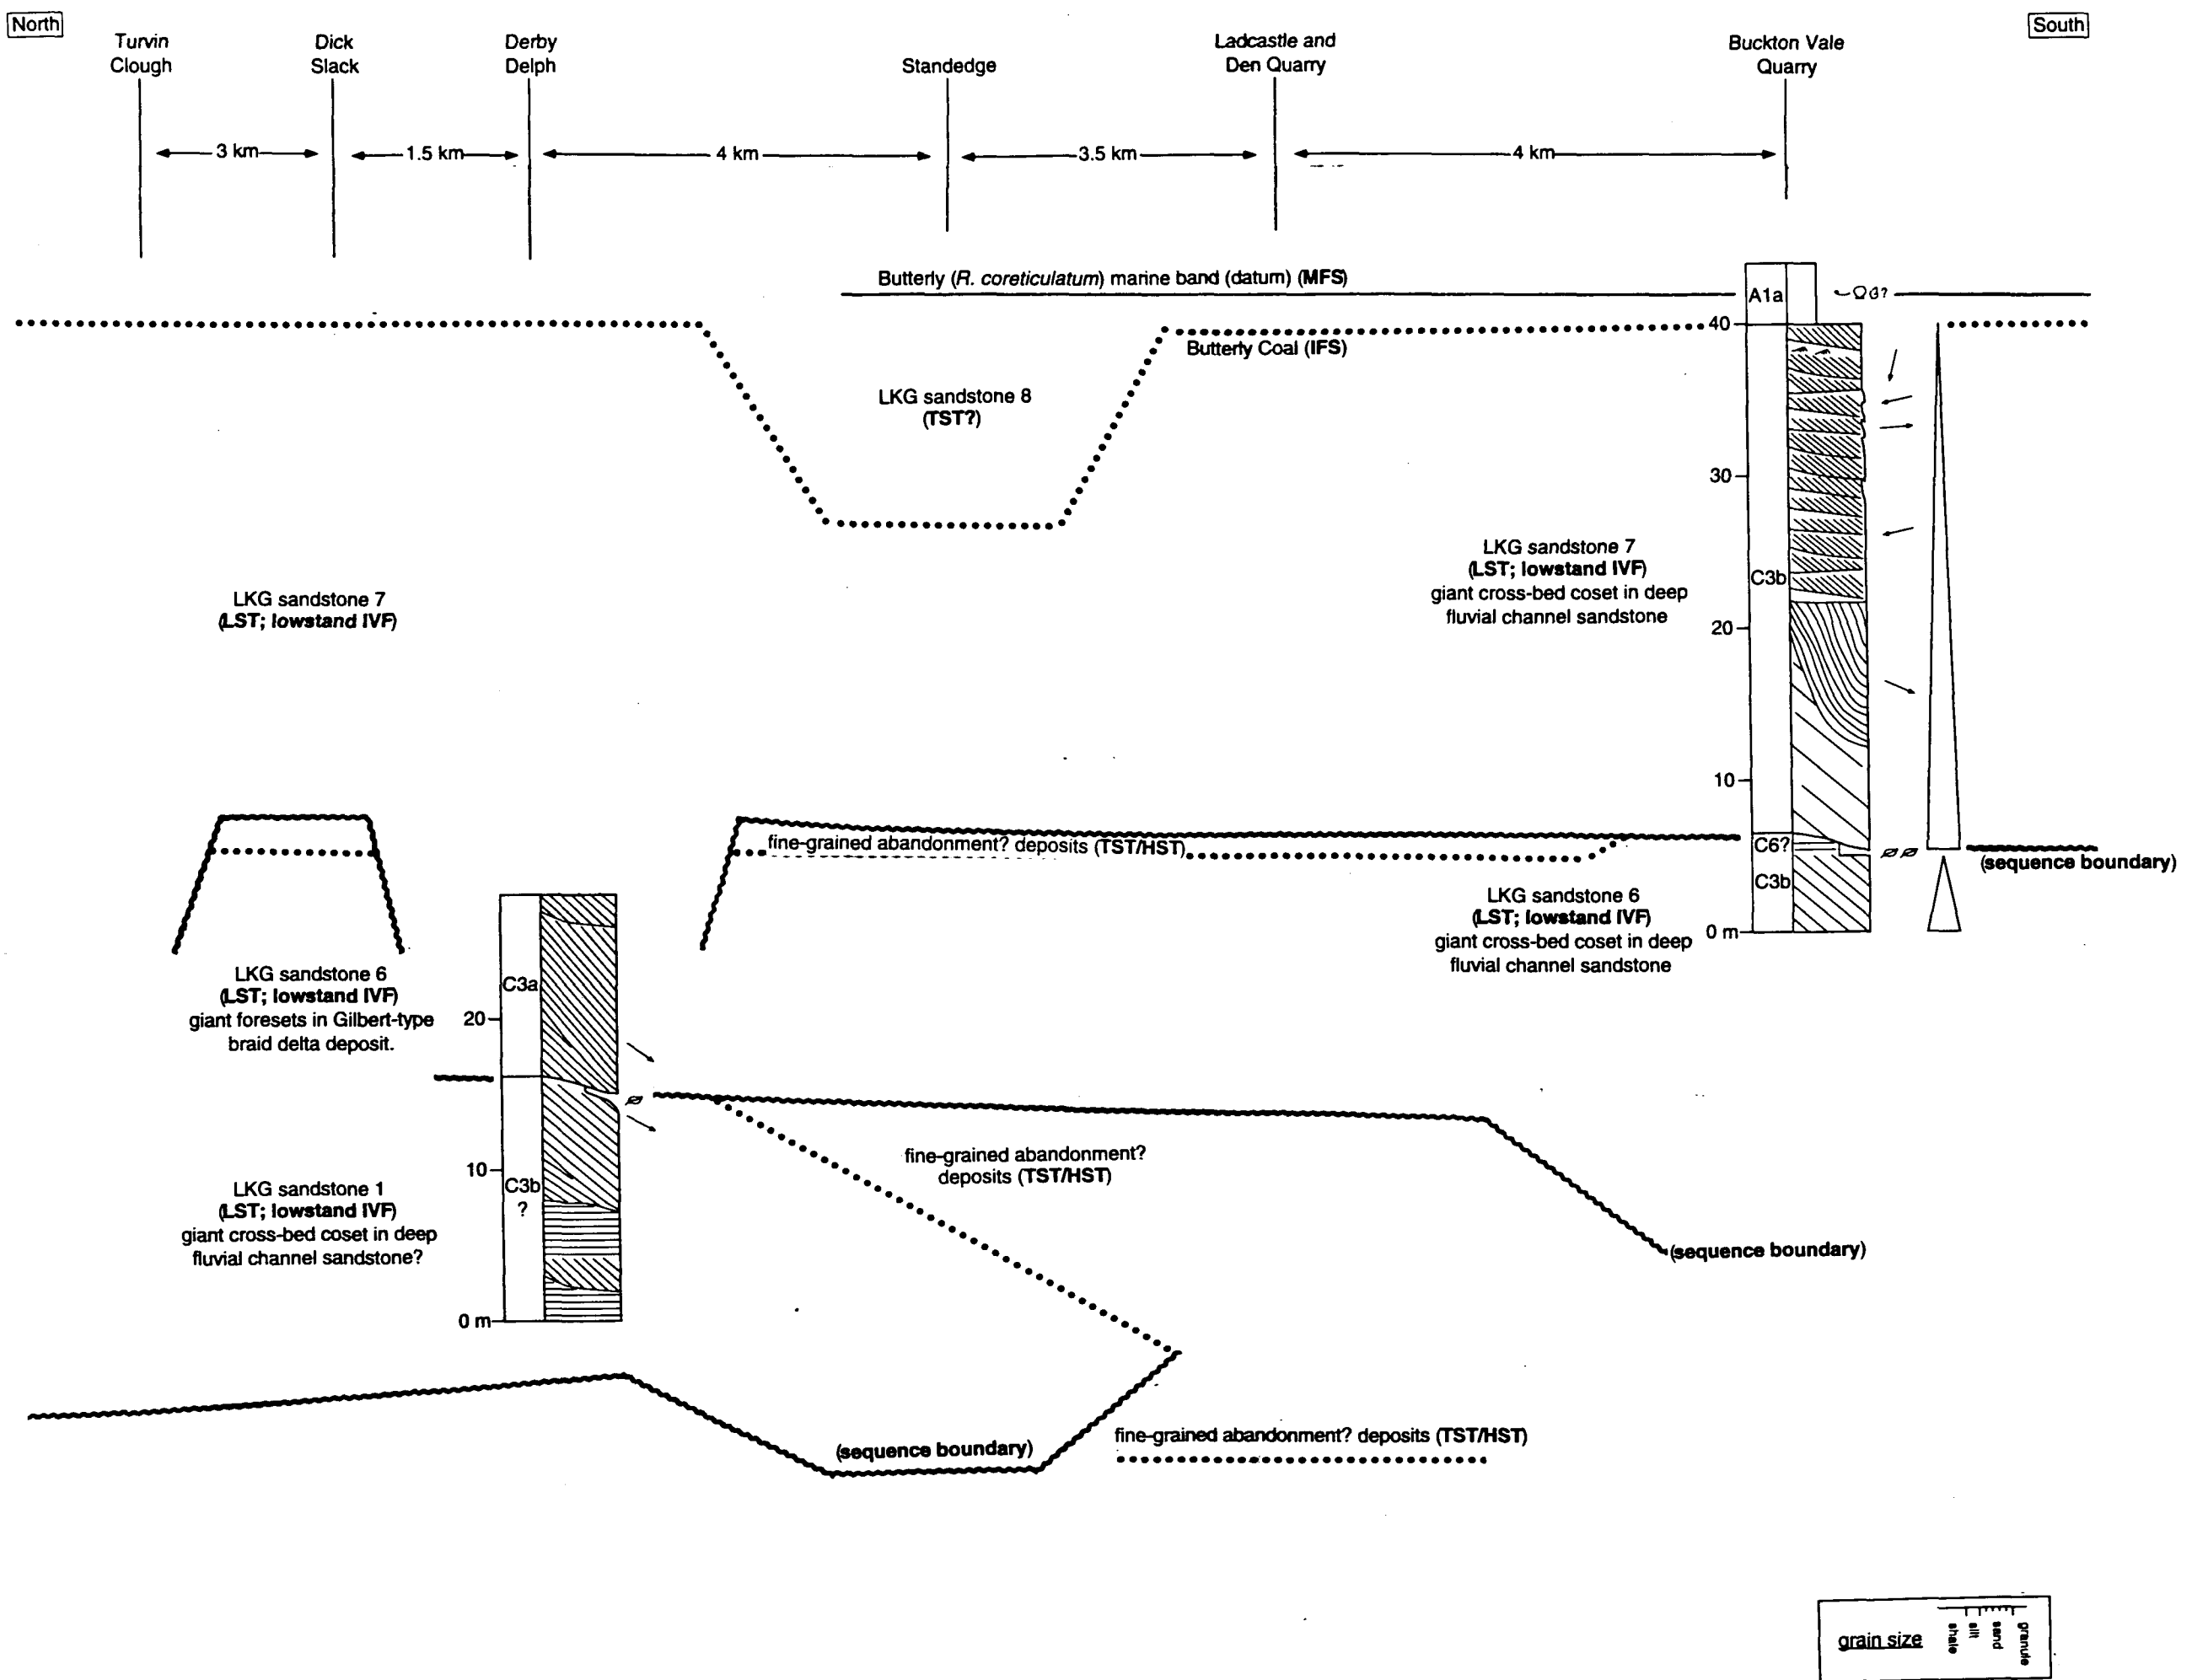 North
South
Turvin
Clough
Dick
Slack
Derby
Delph
Standedge
Ladcastle and
Den Quarry
Buckton Vale
Quarry
3 km
1.5 km
4 km
3.5 km
4 km
Butterly (R. coreticulatum) marine band (datum) (MFS)
A1a
40
Butterly Coal (IFS)
LKG sandstone 8
(TST?)
30
LKG sandstone 7
(LST; lowstand IVF)
giant cross-bed coset in deep
fluvial channel sandstone
C3b
LKG sandstone 7
(LST; lowstand IVF)
20
10
fine-grained abandonment? deposits (TST/HST)
C6?
(sequence boundary)
C3b
LKG sandstone 6
(LST; lowstand IVF)
giant cross-bed coset in deep
fluvial channel sandstone
0 m
LKG sandstone 6
(LST; lowstand IVF)
giant foresets in Gilbert-type
braid delta deposit.
C3a
20
10
fine-grained abandonment?
deposits (TST/HST)
C3b
?
LKG sandstone 1
(LST; lowstand IVF)
giant cross-bed coset in deep
fluvial channel sandstone?
(sequence boundary)
0 m
fine-grained abandonment? deposits (TST/HST)
(sequence boundary)
grain size
shale
silt
sand
granule